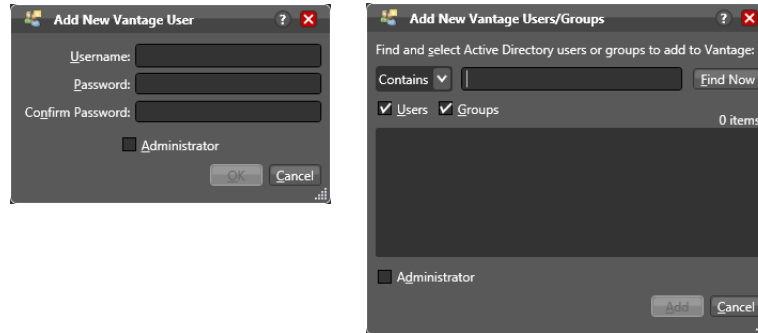 Add New Vantage User ?
Username:
Password:
Confirm Password:
Administrator
OK Cancel
Add New Vantage Users/Groups ?
Find and select Active Directory users or groups to add to Vantage:
Contains Find Now
Users Groups
0 items
Administrator
Add Cancel